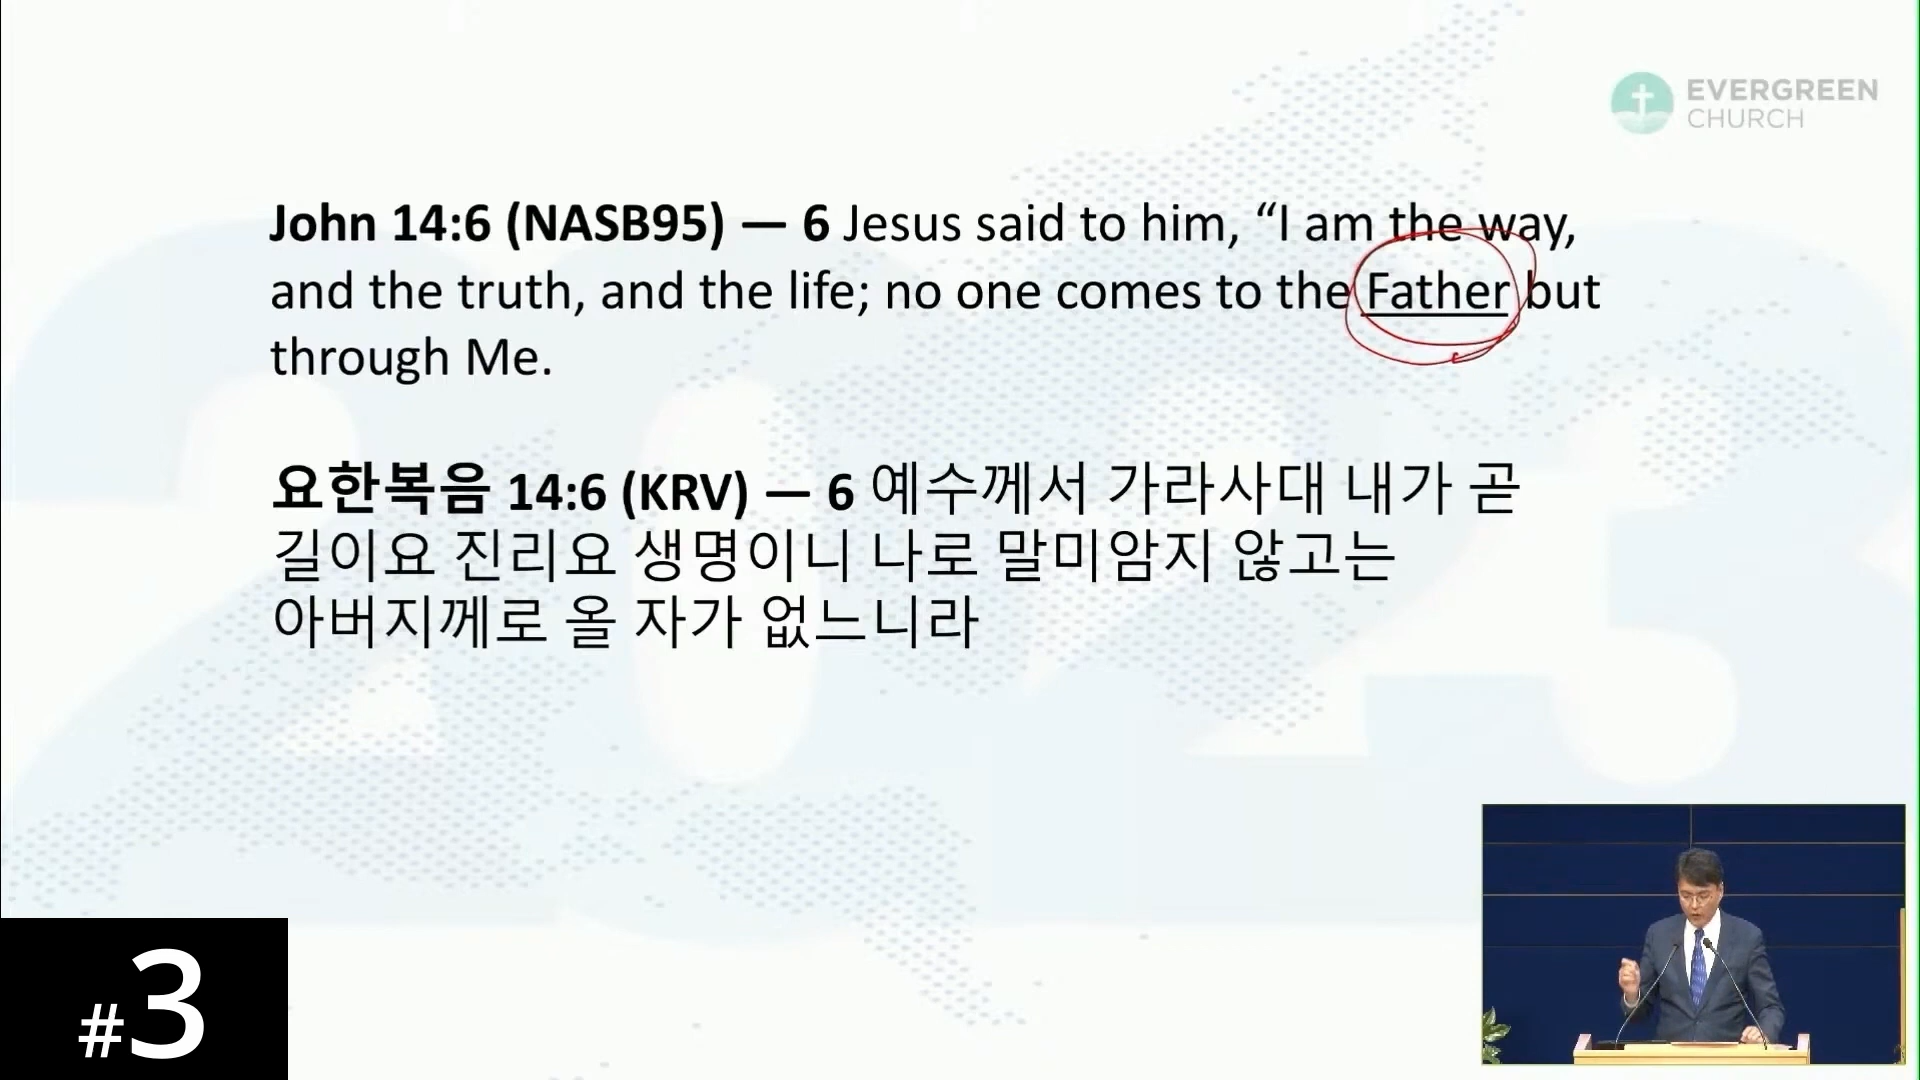 EVERGREEN
CHURCH
John 14:6 (NASB95) — 6 Jesus said to him, “I am the way,
and the truth, and the life; no one comes to the Father but
through Me.
요한복음 14:6 (KRV) — 6 예수께서 가라사대 내가 곧
길이요 진리요 생명이니 나로 말미암지 않고는
아버지께로 올 자가 없느니라
#3
2023